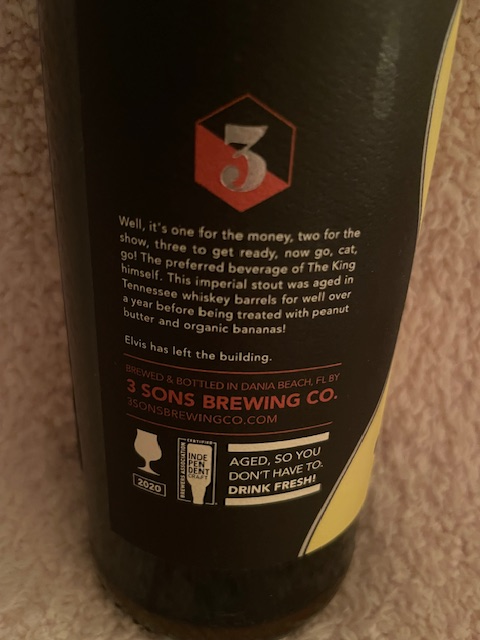 3
Well, it's one for the money, two for the
show, three to get ready, now go, cat,
go! The preferred beverage of The King
himself. This imperial stout was aged in
Tennessee whiskey barrels for well over
a year before being treated with peanut
butter and organic bananas!
Elvis has left the building.
BREWED & BOTTLED IN DANIA BEACH, FL BY
3 SONS BREWING CO.
3SONSBREWINGCO.COM
2020
CERTIFIED
BREWERS ASSOCIATION
INDE
PEN
DENT
CRAFT
AGED, SO YOU
DON'T HAVE TO.
DRINK FRESH!